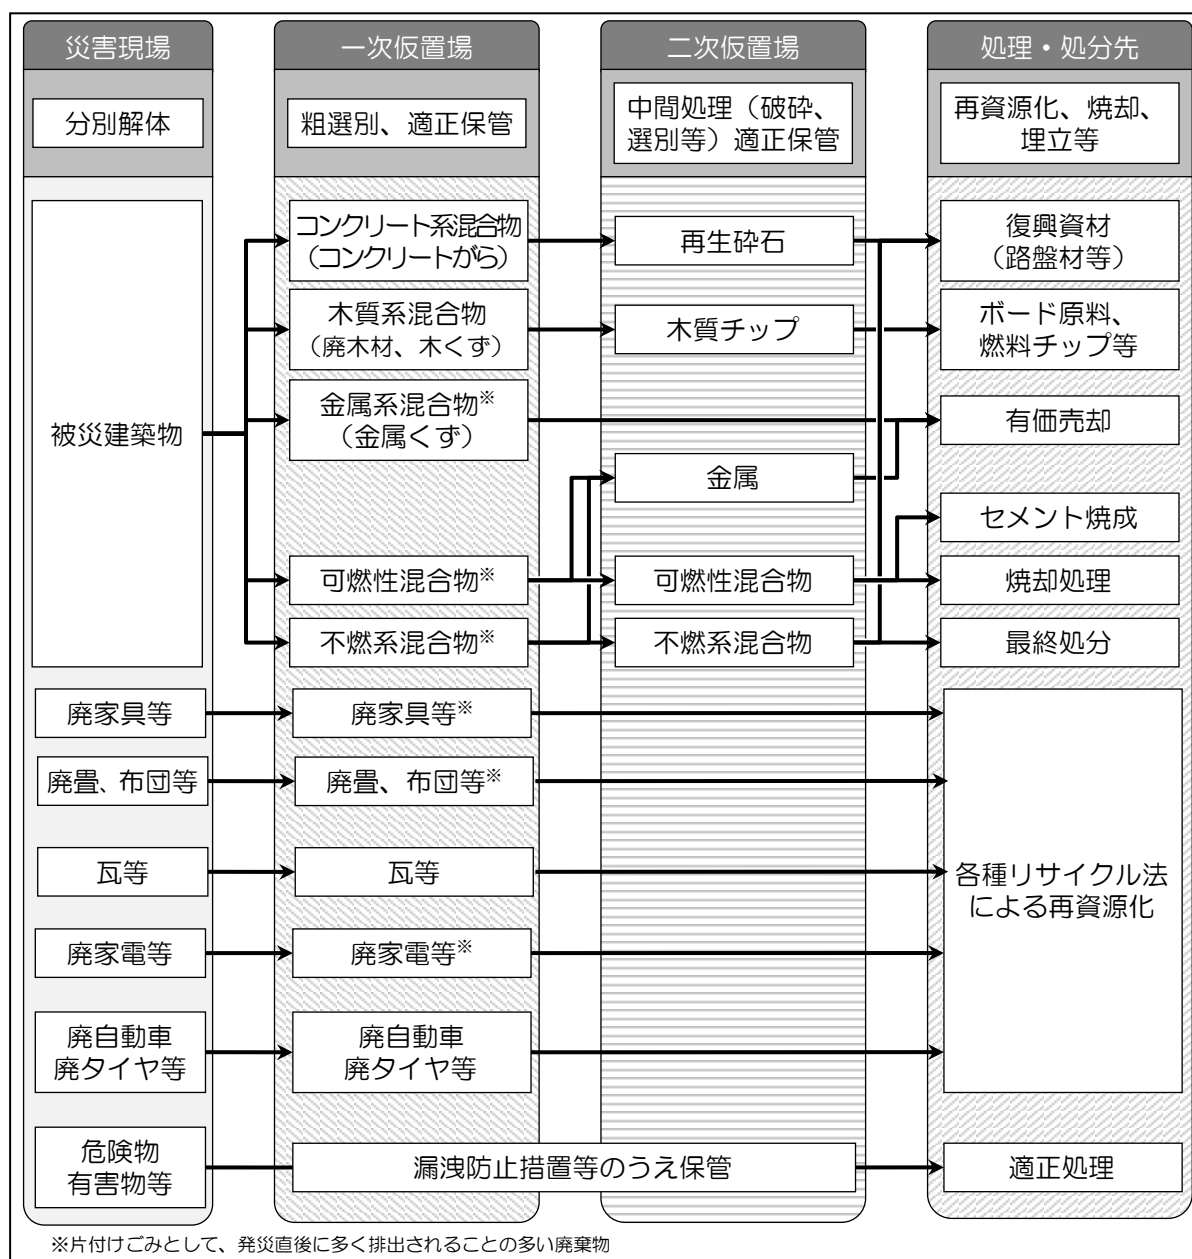 災害現場
一次仮置場
二次仮置場
処理・処分先
分別解体
粗選別、適正保管
中間処理（破砕、
選別等）適正保管
再資源化、焼却、
埋立等
被災建築物
コンクリート系混合物
（コンクリートがら）
再生砕石
復興資材
（路盤材等）
木質系混合物
（廃木材、木くず）
木質チップ
ボード原料、
燃料チップ等
金属系混合物※
（金属くず）
有価売却
金属
セメント焼成
可燃性混合物※
可燃性混合物
焼却処理
不燃系混合物※
不燃系混合物
最終処分
廃家具等
廃家具等※
廃畳、布団等
廃畳、布団等※
瓦等
瓦等
各種リサイクル法
による再資源化
廃家電等
廃家電等※
廃自動車
廃タイヤ等
廃自動車
廃タイヤ等
危険物
有害物等
漏洩防止措置等のうえ保管
適正処理
※片付けごみとして、発災直後に多く排出されることの多い廃棄物